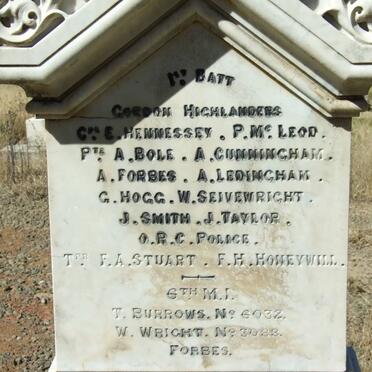 1ST BATT
GORDON HIGHLANDERS
CPL E. HENNESSEY . P. MC LEOD.
PTE A. BOLE . A. CUNNINGHAM.
A. FORBES . A. LEDINGHAM .
G. HOGG . W. SEIVEWRIGHT .
J. SMITH . J. TAYLOR .
O.R.C. POLICE .
TPR F.A. STUART . F.H. HONEYWILL.
6TH M.I.
T. BURROWS. NO 6032.
W. WRIGHT. NO 3088.
FORBES.